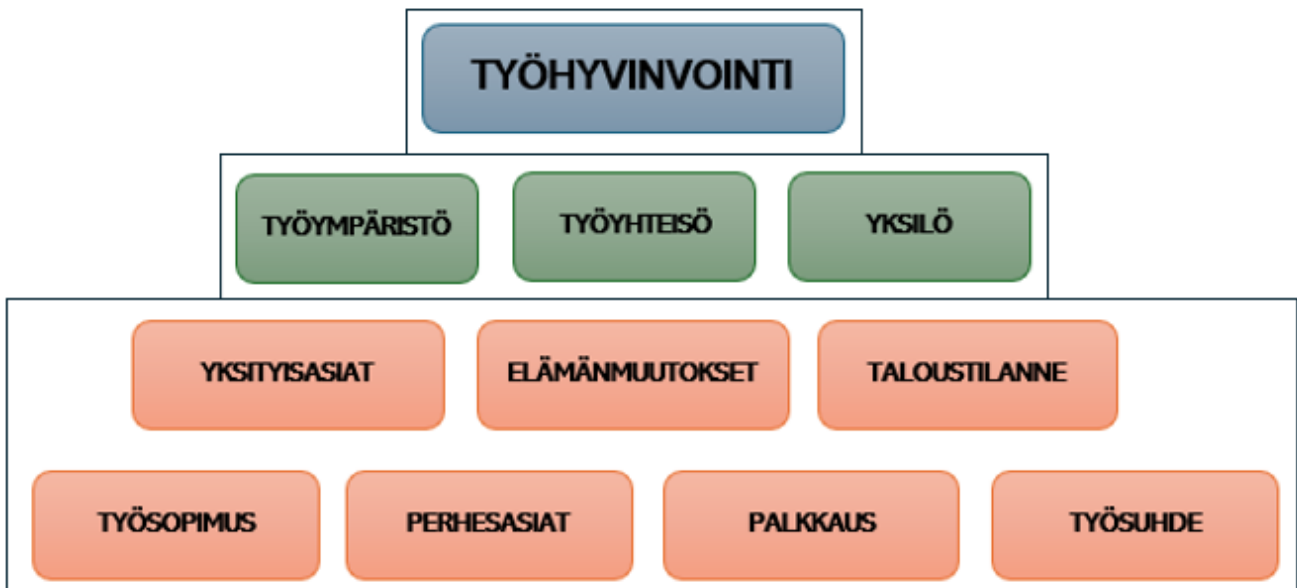 TYÖHYVINVOINTI
TYÖYMPÄRISTÖ
TYÖYHTEISÖ
YKSILÖ
YKSITYISASIAT
ELÄMÄNMUUTOKSET
TALOUSTILANNE
TYÖSOPIMUS
PERHESASIAT
PALKKAUS
TYÖSUHDE